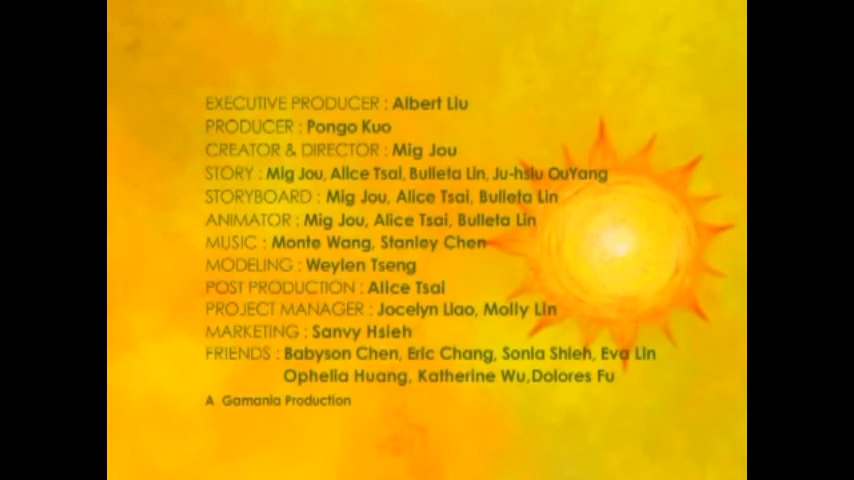 EXECUTIVE PRODUCER : Albert Liu
PRODUCER : Pongo Kuo
CREATOR & DIRECTOR : Mig Jou
STORY : Mig Jou, Alice Tsai, Bulleta Lin, Ju-hsiu OuYang
STORYBOARD : Mig Jou, Alice Tsai, Bulleta Lin
ANIMATOR : Mig Jou, Alice Tsai, Bulleta Lin
MUSIC : Monte Wang, Stanley Chen
MODELING : Weylen Tseng
POST PRODUCTION : Alice Tsai
PROJECT MANAGER : Jocelyn Liao, Molly Lin
MARKETING : Sanvy Hsieh
FRIENDS : Babyson Chen, Eric Chang, Sonia Shieh, Eva Lin
Ophelia Huang, Katherine Wu,Dolores Fu
A Gamania Production